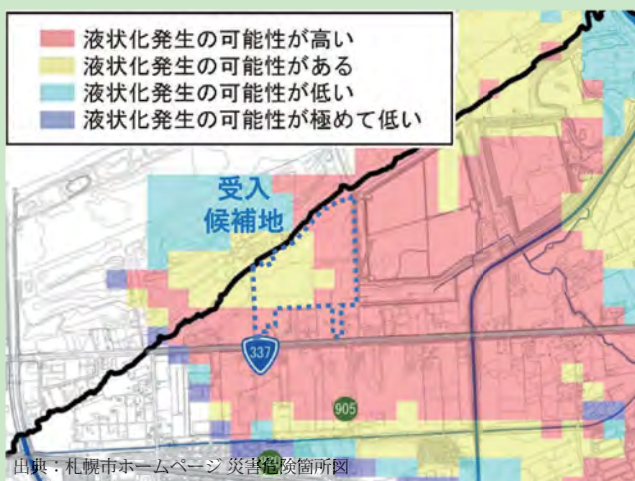 液状化発生の可能性が高い
液状化発生の可能性がある
液状化発生の可能性が低い
液状化発生の可能性が極めて低い
受入
候補地
337
905
出典：札幌市ホームページ 災害危険箇所図